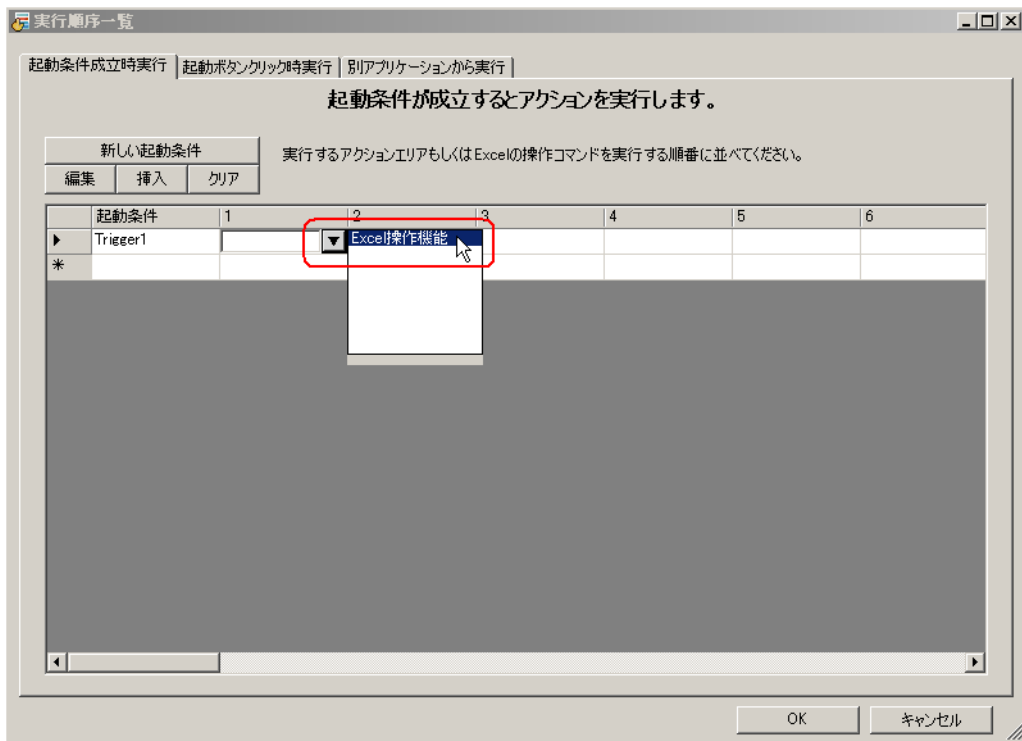 実行順序一覧
起動条件成立時実行 起動ボタンクリック時実行 別アプリケーションから実行
起動条件が成立するとアクションを実行します。
新しい起動条件
実行するアクションエリアもしくはExcelの操作コマンドを実行する順番に並べてください。
編集 挿入 クリア
起動条件 1 2 3 4 5 6
Trigger1 Excel操作機能
OK キャンセル